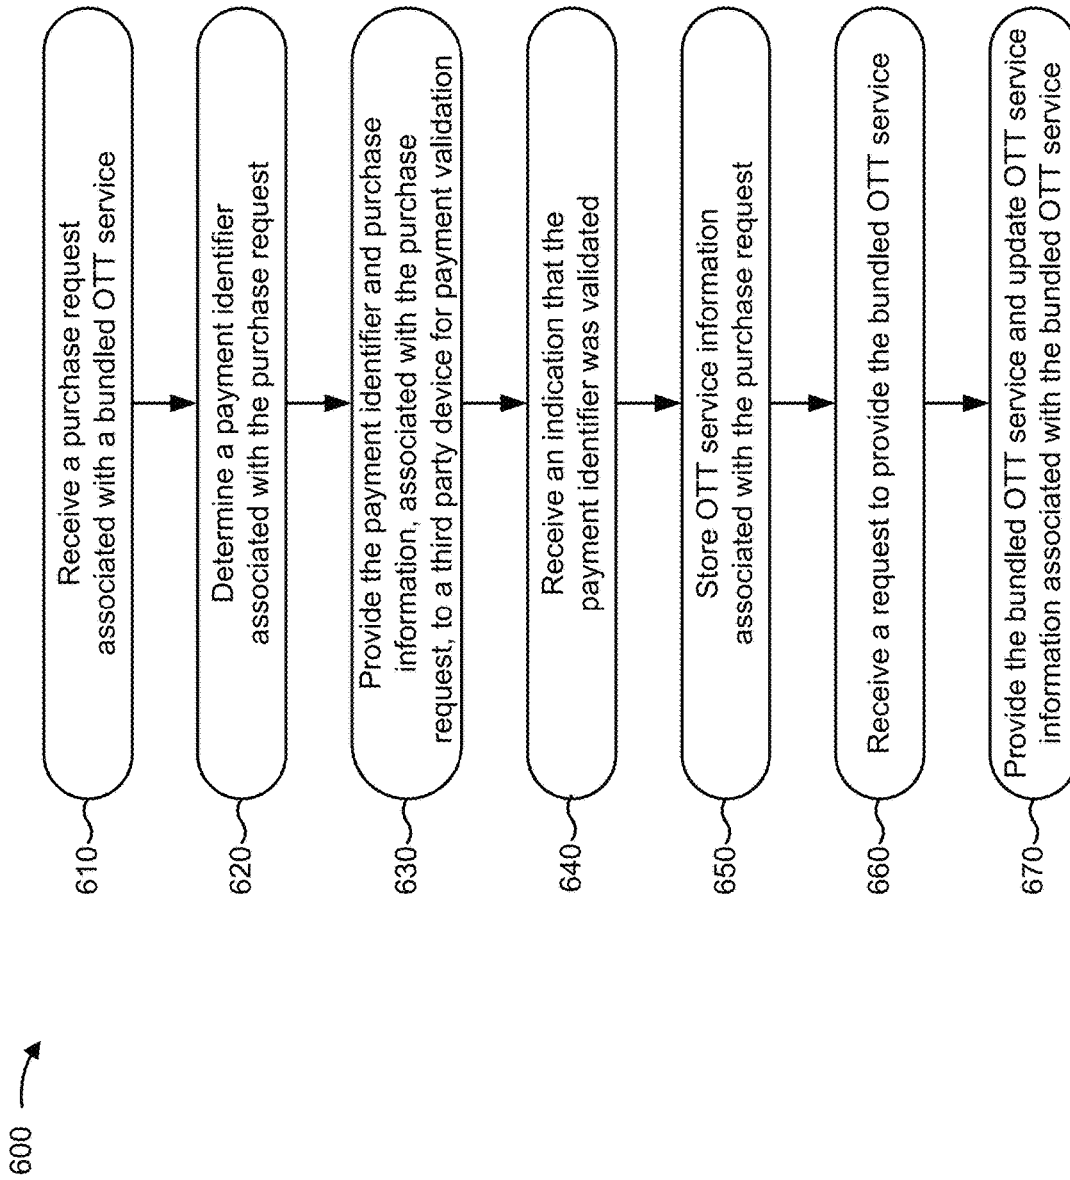 600
610
Receive a purchase request
associated with a bundled OTT service
620
Determine a payment identifier
associated with the purchase request
630
Provide the payment identifier and purchase
information, associated with the purchase
request, to a third party device for payment validation
640
Receive an indication that the
payment identifier was validated
650
Store OTT service information
associated with the purchase request
660
Receive a request to provide the bundled OTT service
670
Provide the bundled OTT service and update OTT service
information associated with the bundled OTT service